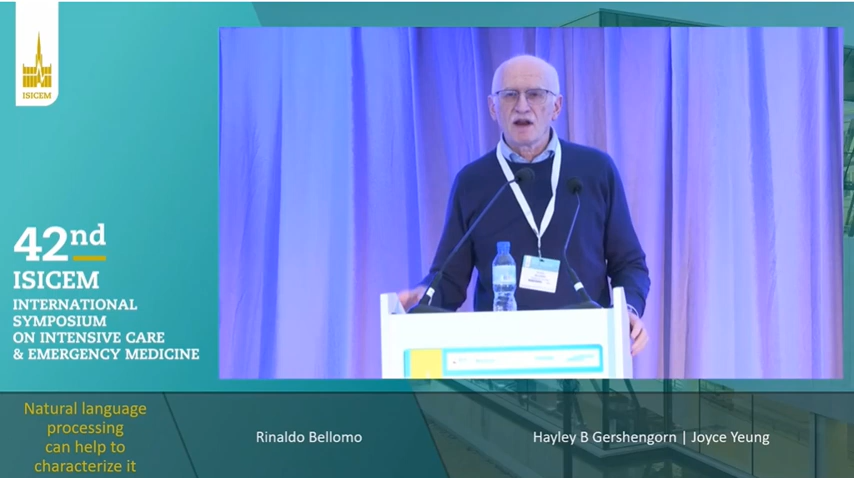 ISICEM
42nd
ISICEM
INTERNATIONAL
SYMPOSIUM
ON INTENSIVE CARE
& EMERGENCY MEDICINE
Natural language
processing
can help to
characterize it
Rinaldo Bellomo
Hayley B Gershengorn | Joyce Yeung